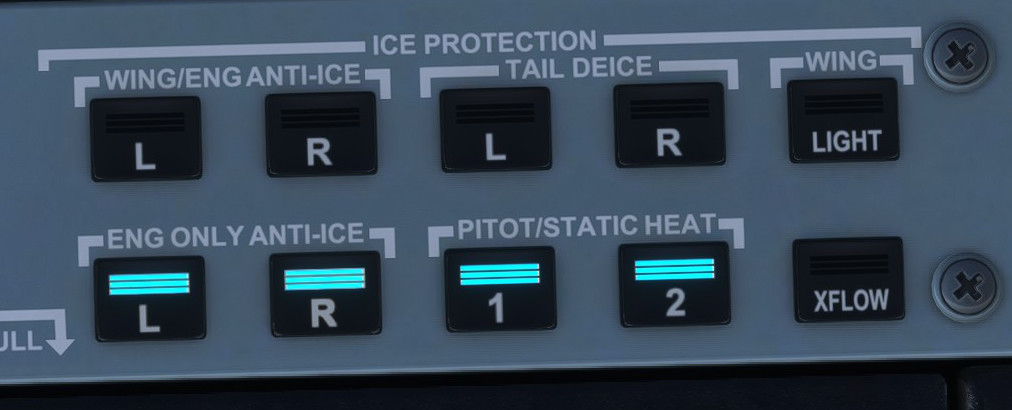 ICE PROTECTION
WING/ENG ANTI-ICE
TAIL DEICE
WING
L
R
L
R
LIGHT
ENG ONLY ANTI-ICE
PITOT/STATIC HEAT
L
R
1
2
XFLOW
ULL